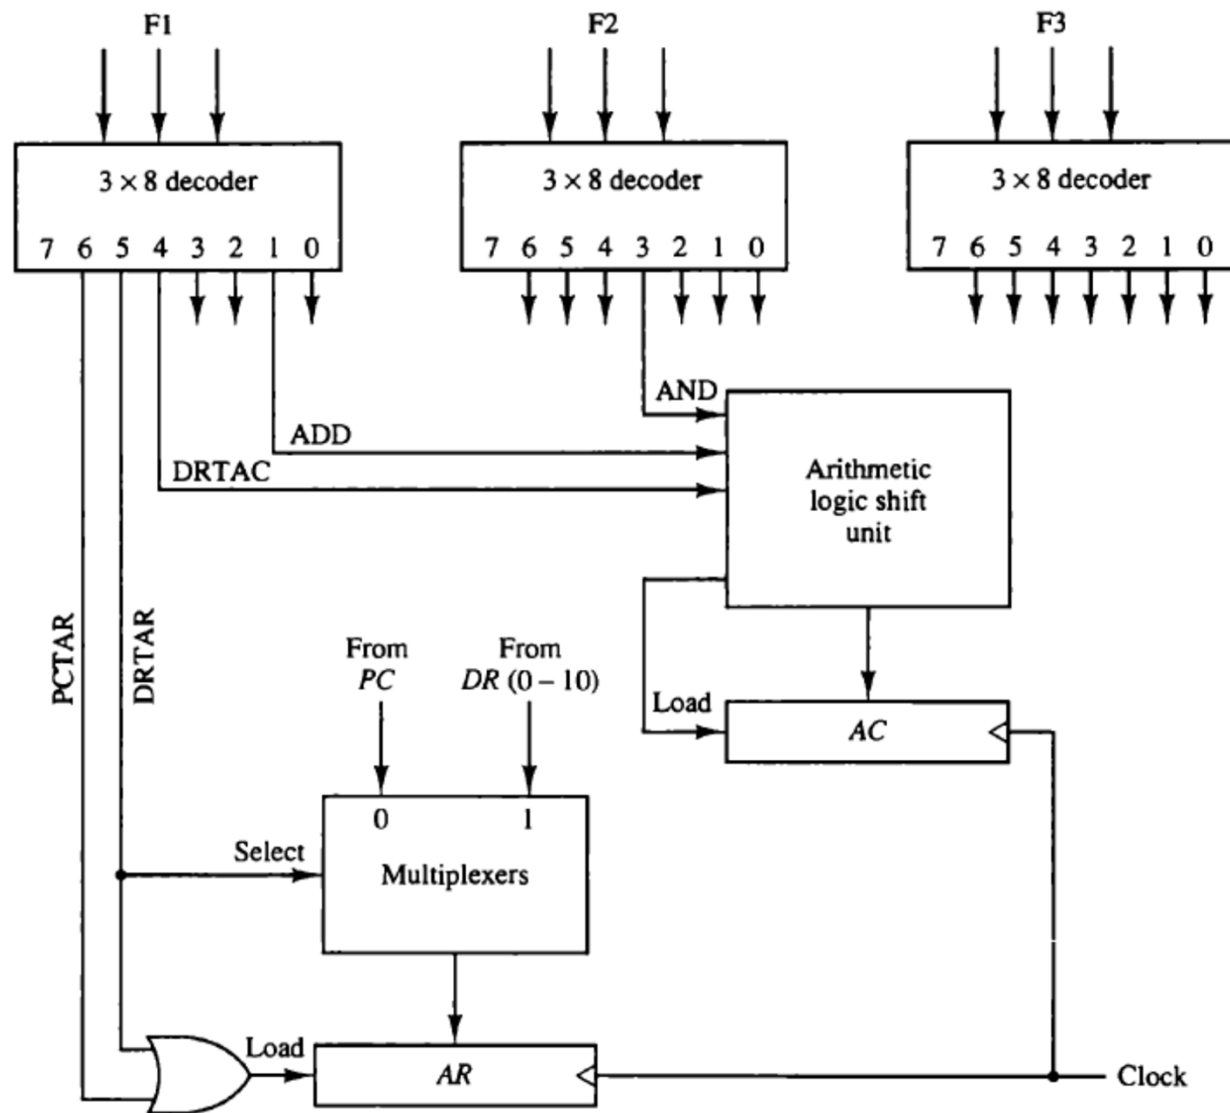 F1 F2 F3
3 × 8 decoder 3 × 8 decoder 3 × 8 decoder
7 6 5 4 3 2 1 0 7 6 5 4 3 2 1 0 7 6 5 4 3 2 1 0
AND
ADD
DRTAC
Arithmetic
logic shift
unit
PCTAR
DRTAR
From
PC
From
DR (0 – 10)
Load
AC
0 1
Select
Multiplexers
Load
AR
Clock